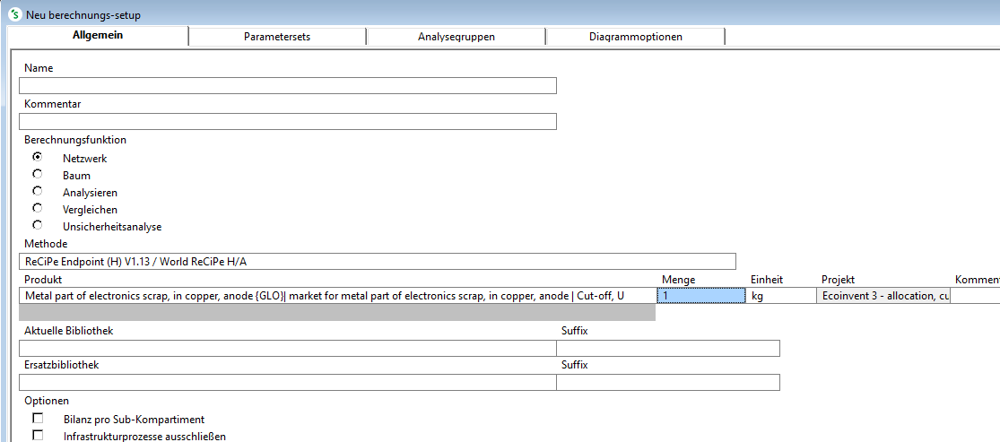 Neu berechnungs-setup
Allgemein Parametersets Analysegruppen Diagrammoptionen
Name
Kommentar
Berechnungsfunktion
Netzwerk
Baum
Analysieren
Vergleichen
Unsicherheitsanalyse
Methode
ReCiPe Endpoint (H) V1.13 / World ReCiPe H/A
Produkt Menge Einheit Projekt Kommen
Metal part of electronics scrap, in copper, anode {GLO}| market for metal part of electronics scrap, in copper, anode | Cut-off, U 1 kg Ecoinvent 3 - allocation, cu
Aktuelle Bibliothek Suffix
Ersatzbibliothek Suffix
Optionen
Bilanz pro Sub-Kompartiment
Infrastrukturprozesse ausschließen